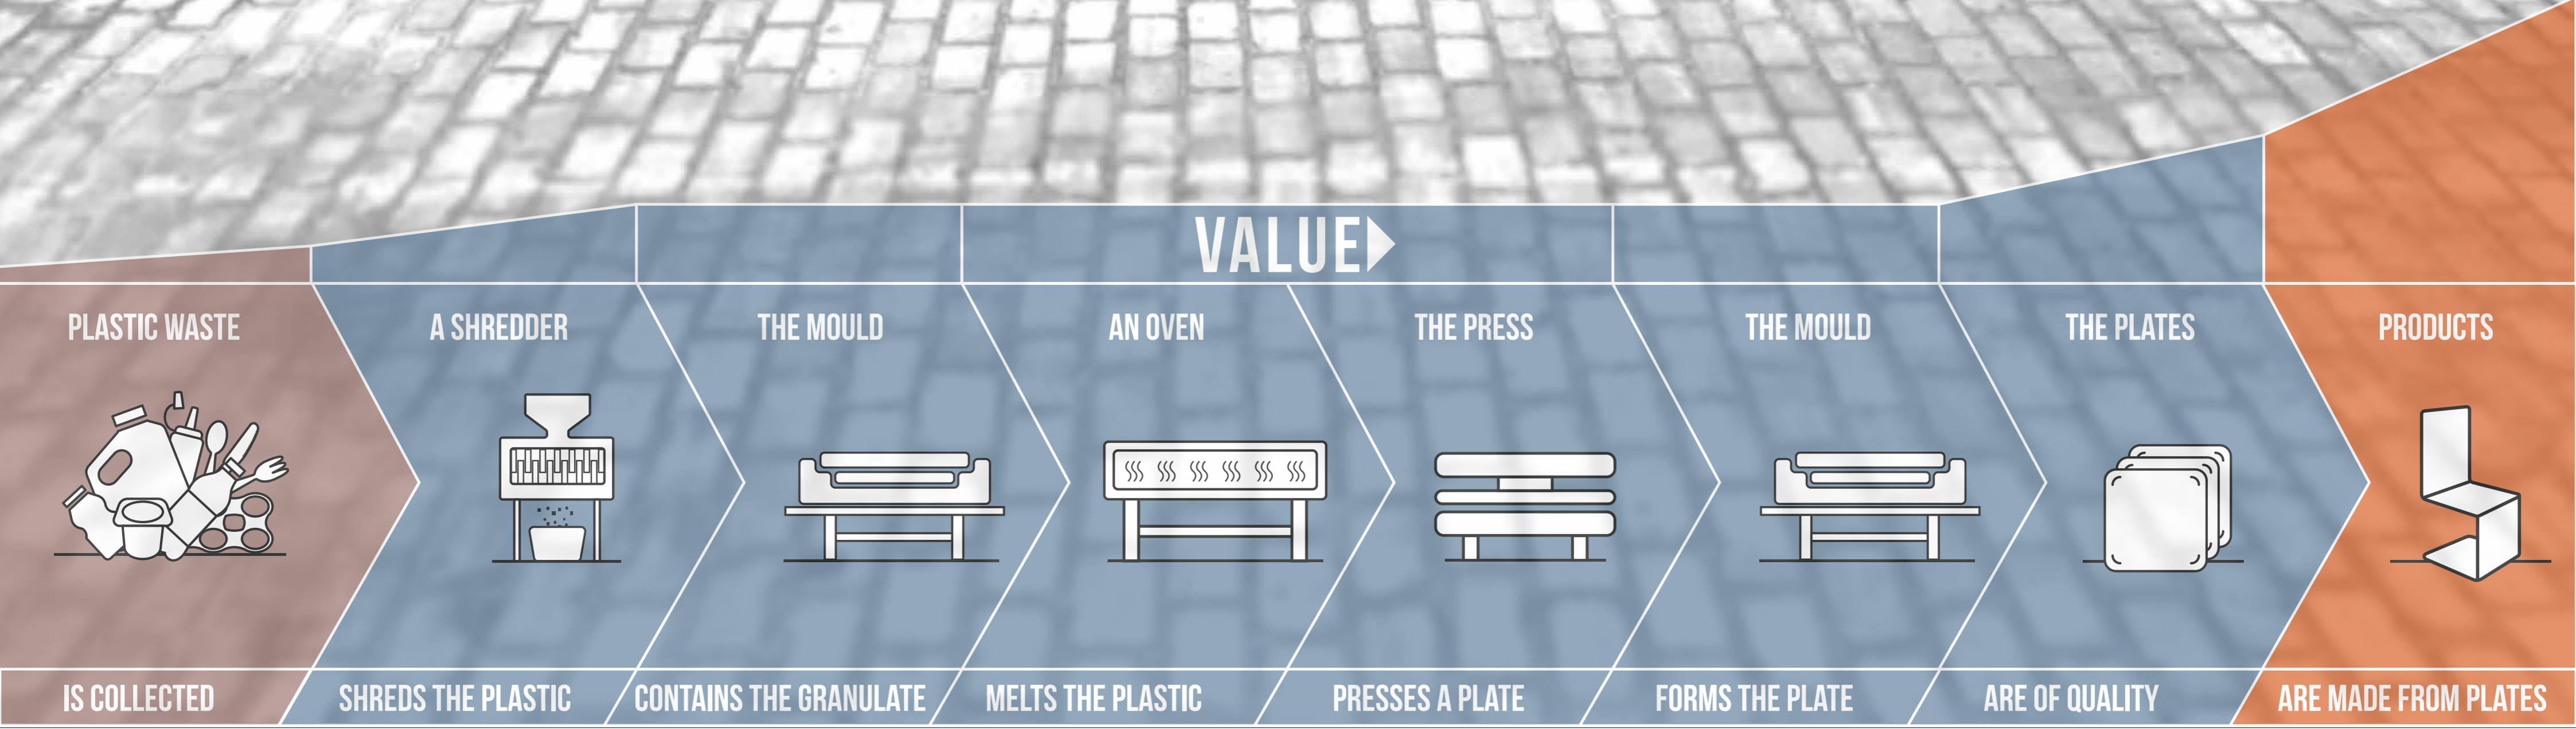 VALUE
PLASTIC WASTE
A SHREDDER
THE MOULD
AN OVEN
THE PRESS
THE MOULD
THE PLATES
PRODUCTS
IS COLLECTED
SHREDS THE PLASTIC
CONTAINS THE GRANULATE
MELTS THE PLASTIC
PRESSES A PLATE
FORMS THE PLATE
ARE OF QUALITY
ARE MADE FROM PLATES